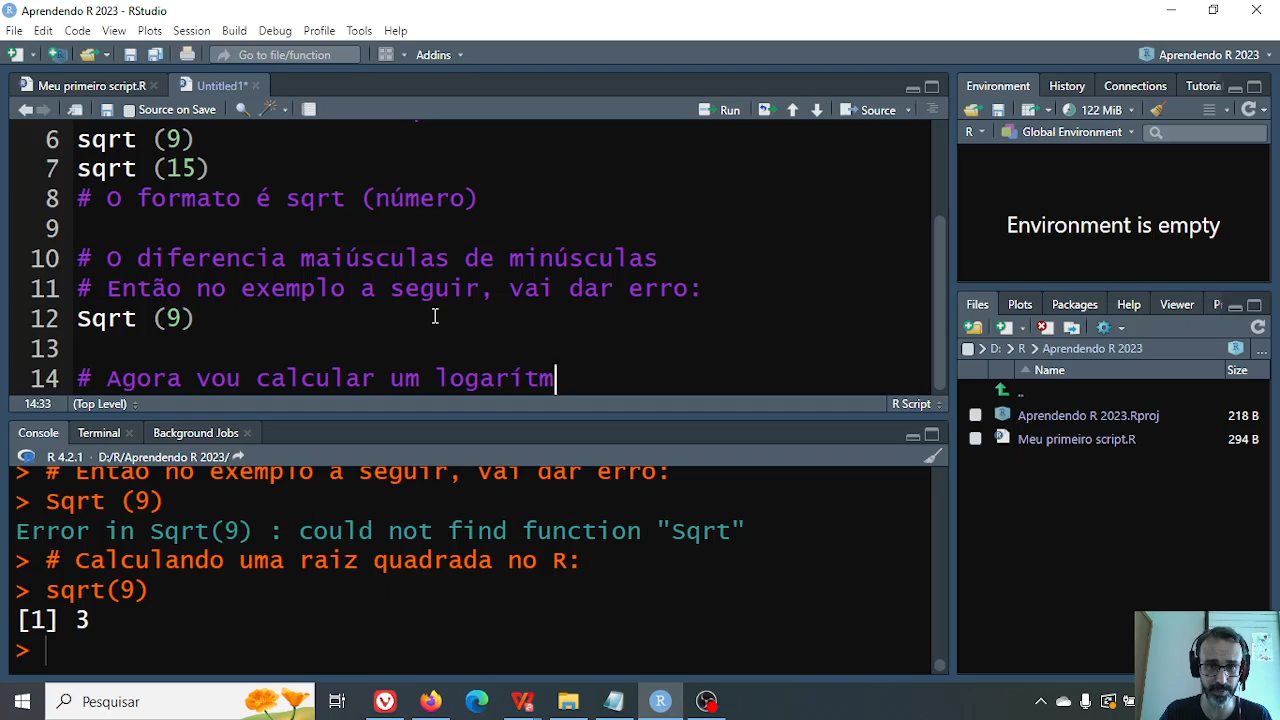 Aprendendo R 2023 - RStudio
File Edit Code View Plots Session Build Debug Profile Tools Help
Go to file/function Addins Aprendendo R 2023
Meu primeiro script.R Untitled1*
Source on Save Run Source
6 sqrt (9)
7 sqrt (15)
8 # O formato é sqrt (número)
9
10 # O diferencia maiúsculas de minúsculas
11 # Então no exemplo a seguir, vai dar erro:
12 Sqrt (9)
13
14 # Agora vou calcular um logarítm
14:33 (Top Level) R Script
Console Terminal Background Jobs
R 4.2.1 · D:/R/Aprendendo R 2023/
> # Então no exemplo a seguir, vai dar erro:
> Sqrt (9)
Error in Sqrt(9) : could not find function "Sqrt"
> # Calculando uma raiz quadrada no R:
> sqrt(9)
[1] 3
>
Environment History Connections Tutoria
122 MiB
R Global Environment
Environment is empty
Files Plots Packages Help Viewer
D: R Aprendendo R 2023 ...
Name Size
..
Aprendendo R 2023.Rproj 218 B
Meu primeiro script.R 294 B
Pesquisar